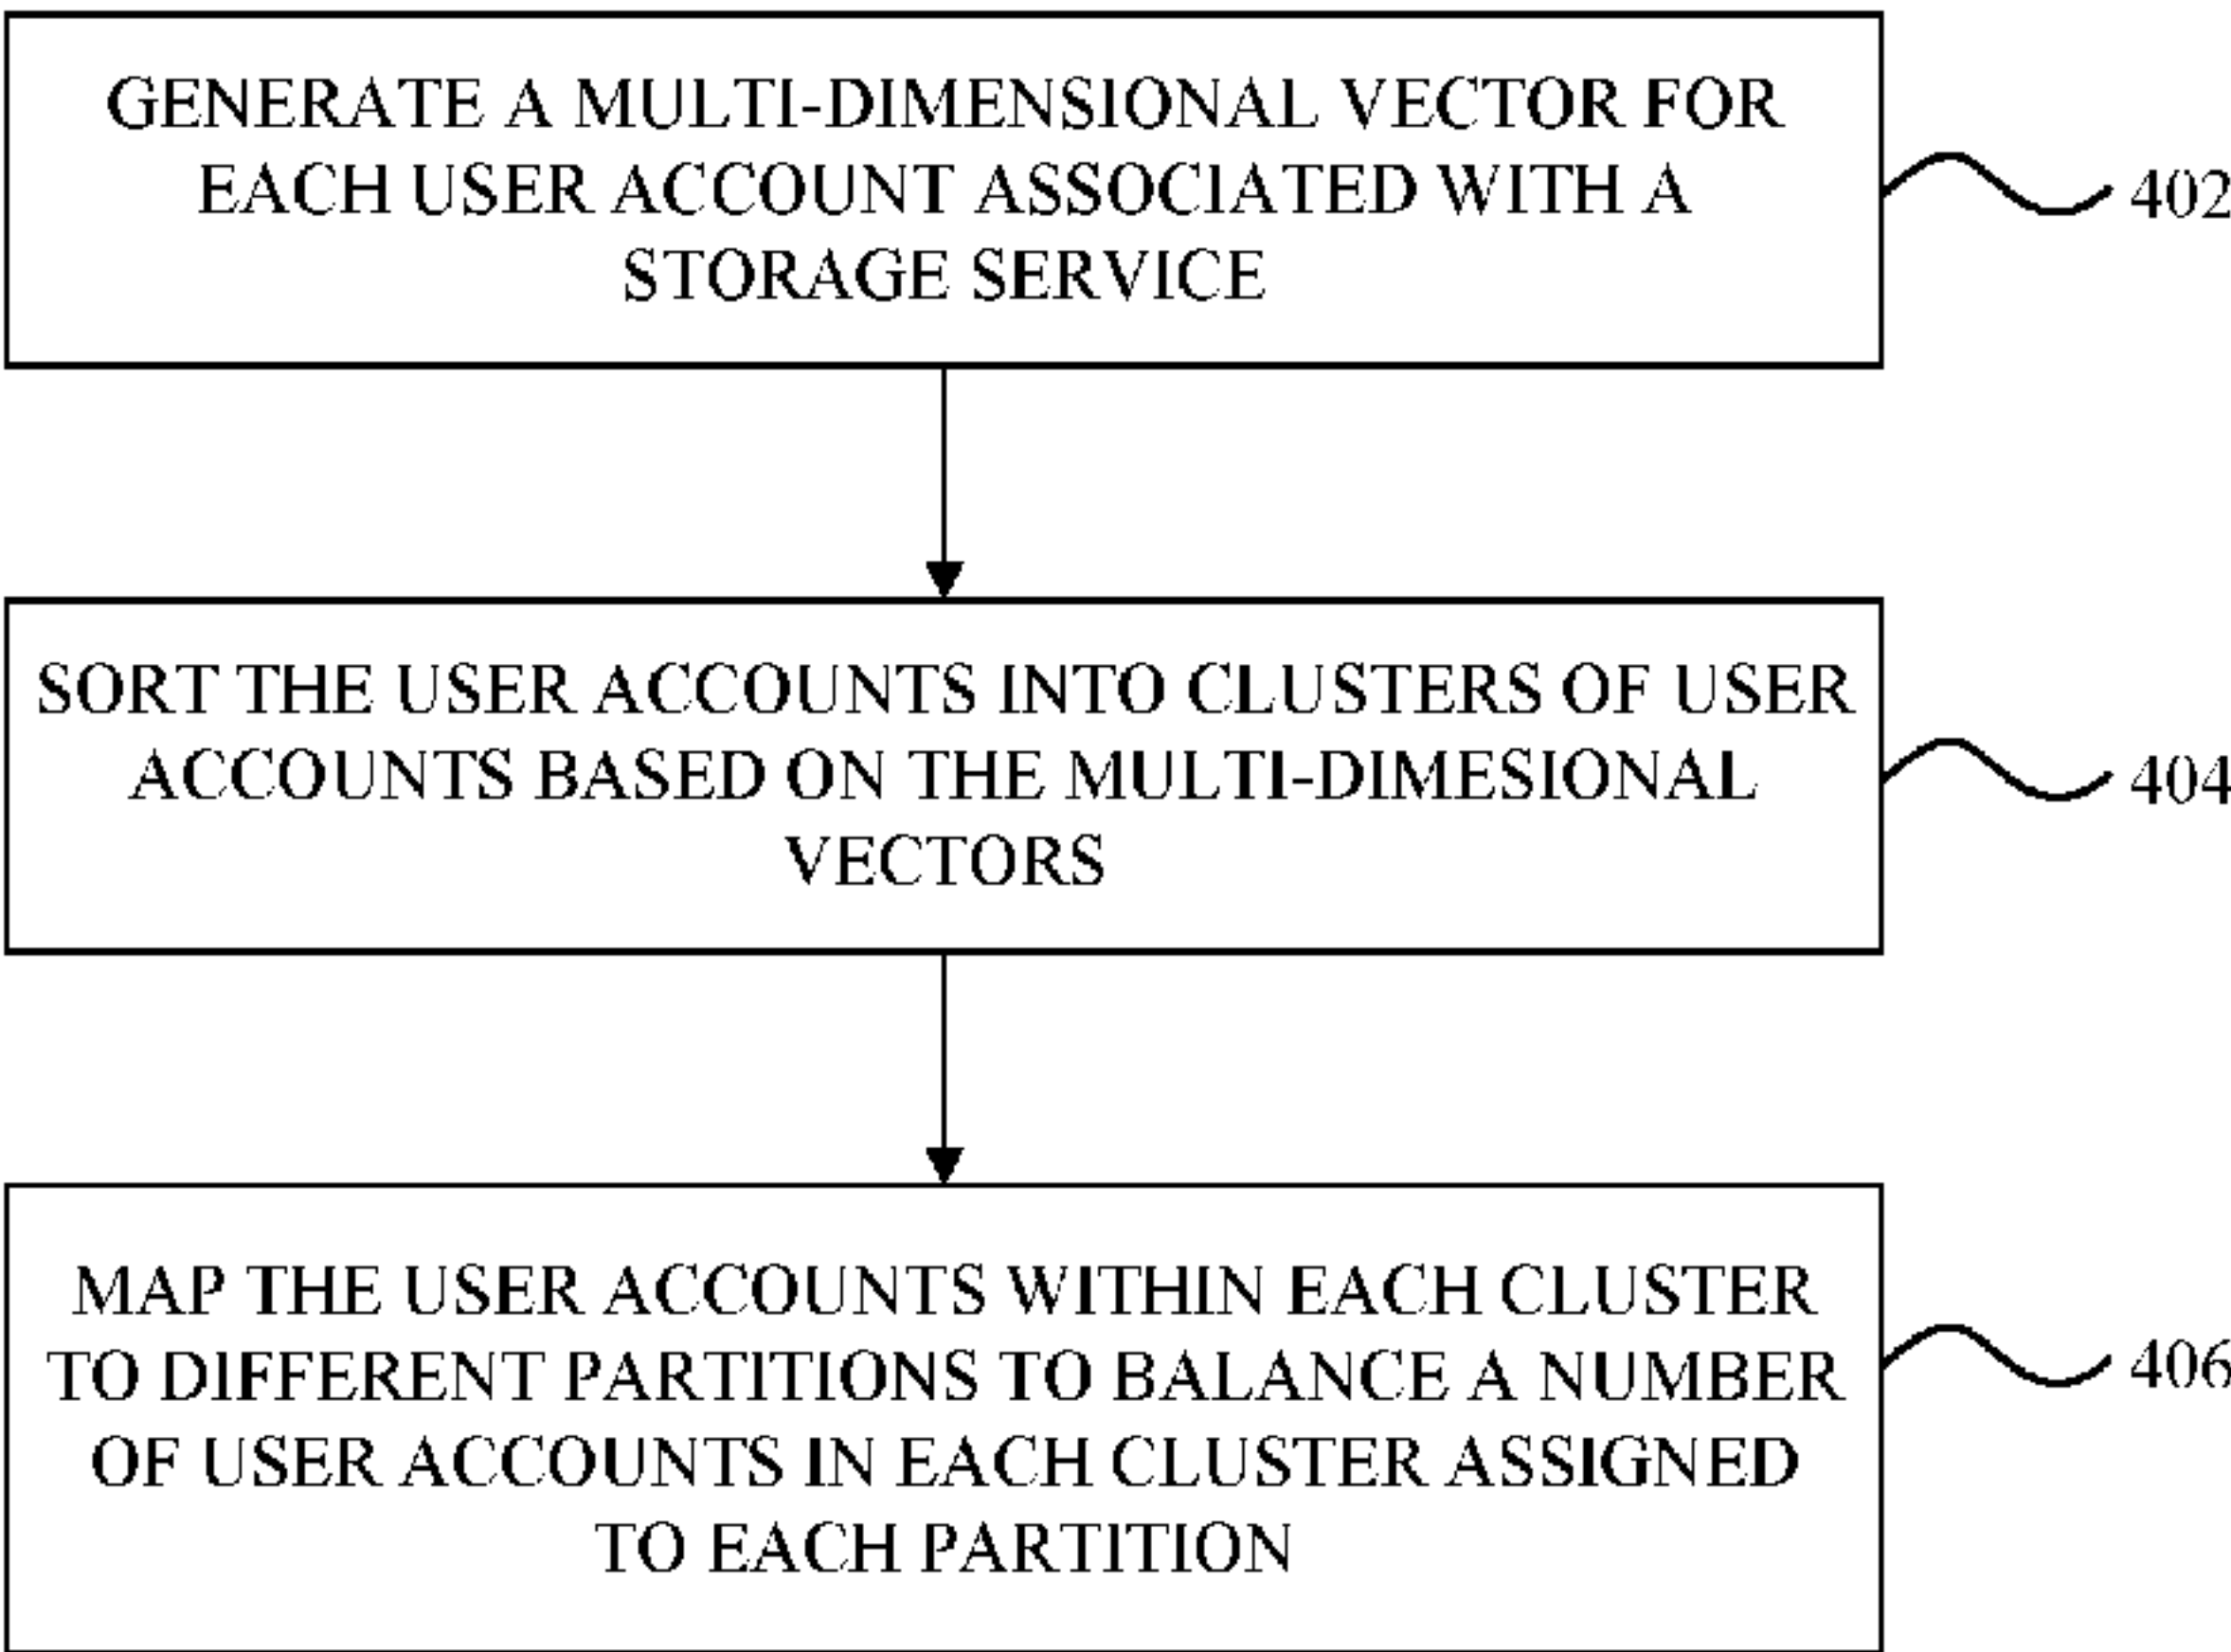 GENERATE A MULTI-DIMENSIONAL VECTOR FOR
EACH USER ACCOUNT ASSOCIATED WITH A
STORAGE SERVICE
402
SORT THE USER ACCOUNTS INTO CLUSTERS OF USER
ACCOUNTS BASED ON THE MULTI-DIMESIONAL
VECTORS
404
MAP THE USER ACCOUNTS WITHIN EACH CLUSTER
TO DIFFERENT PARTITIONS TO BALANCE A NUMBER
OF USER ACCOUNTS IN EACH CLUSTER ASSIGNED
TO EACH PARTITION
406